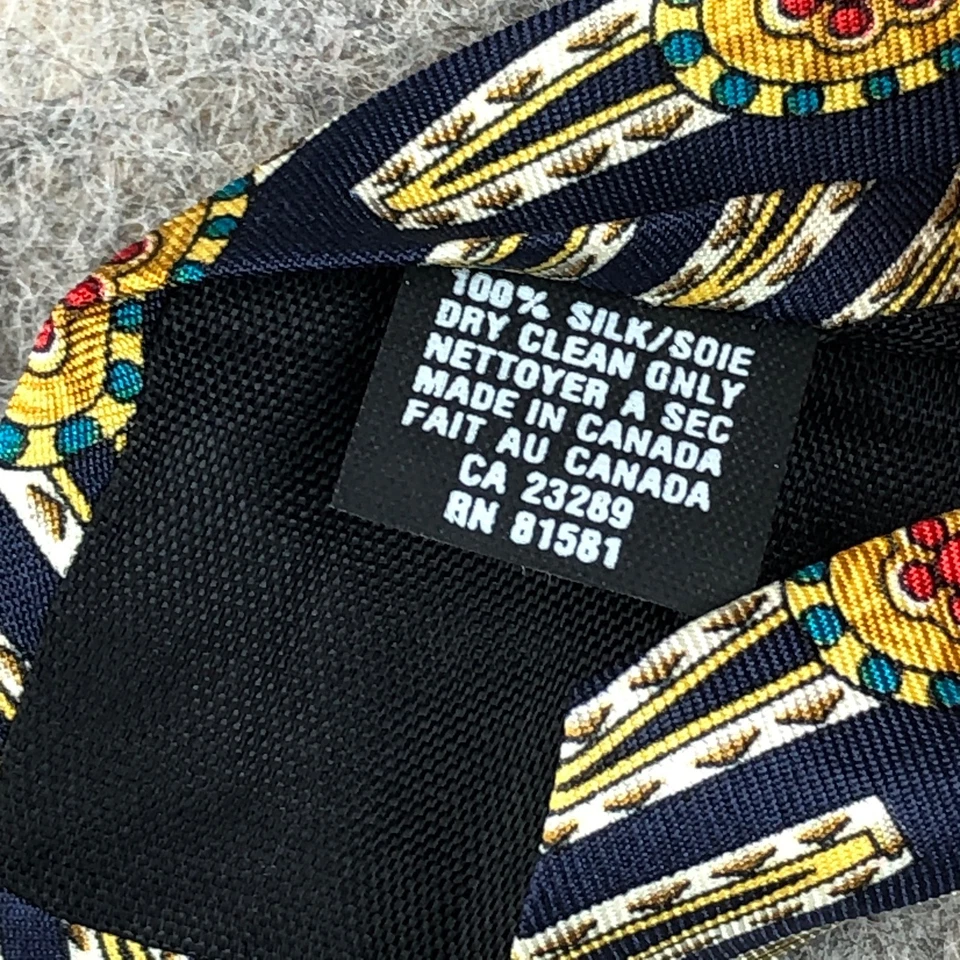 100% SILK/SOIE
DRY CLEAN ONLY
NETTOYER A SEC
MADE IN CANADA
FAIT AU CANADA
CA 23289
RN 81581